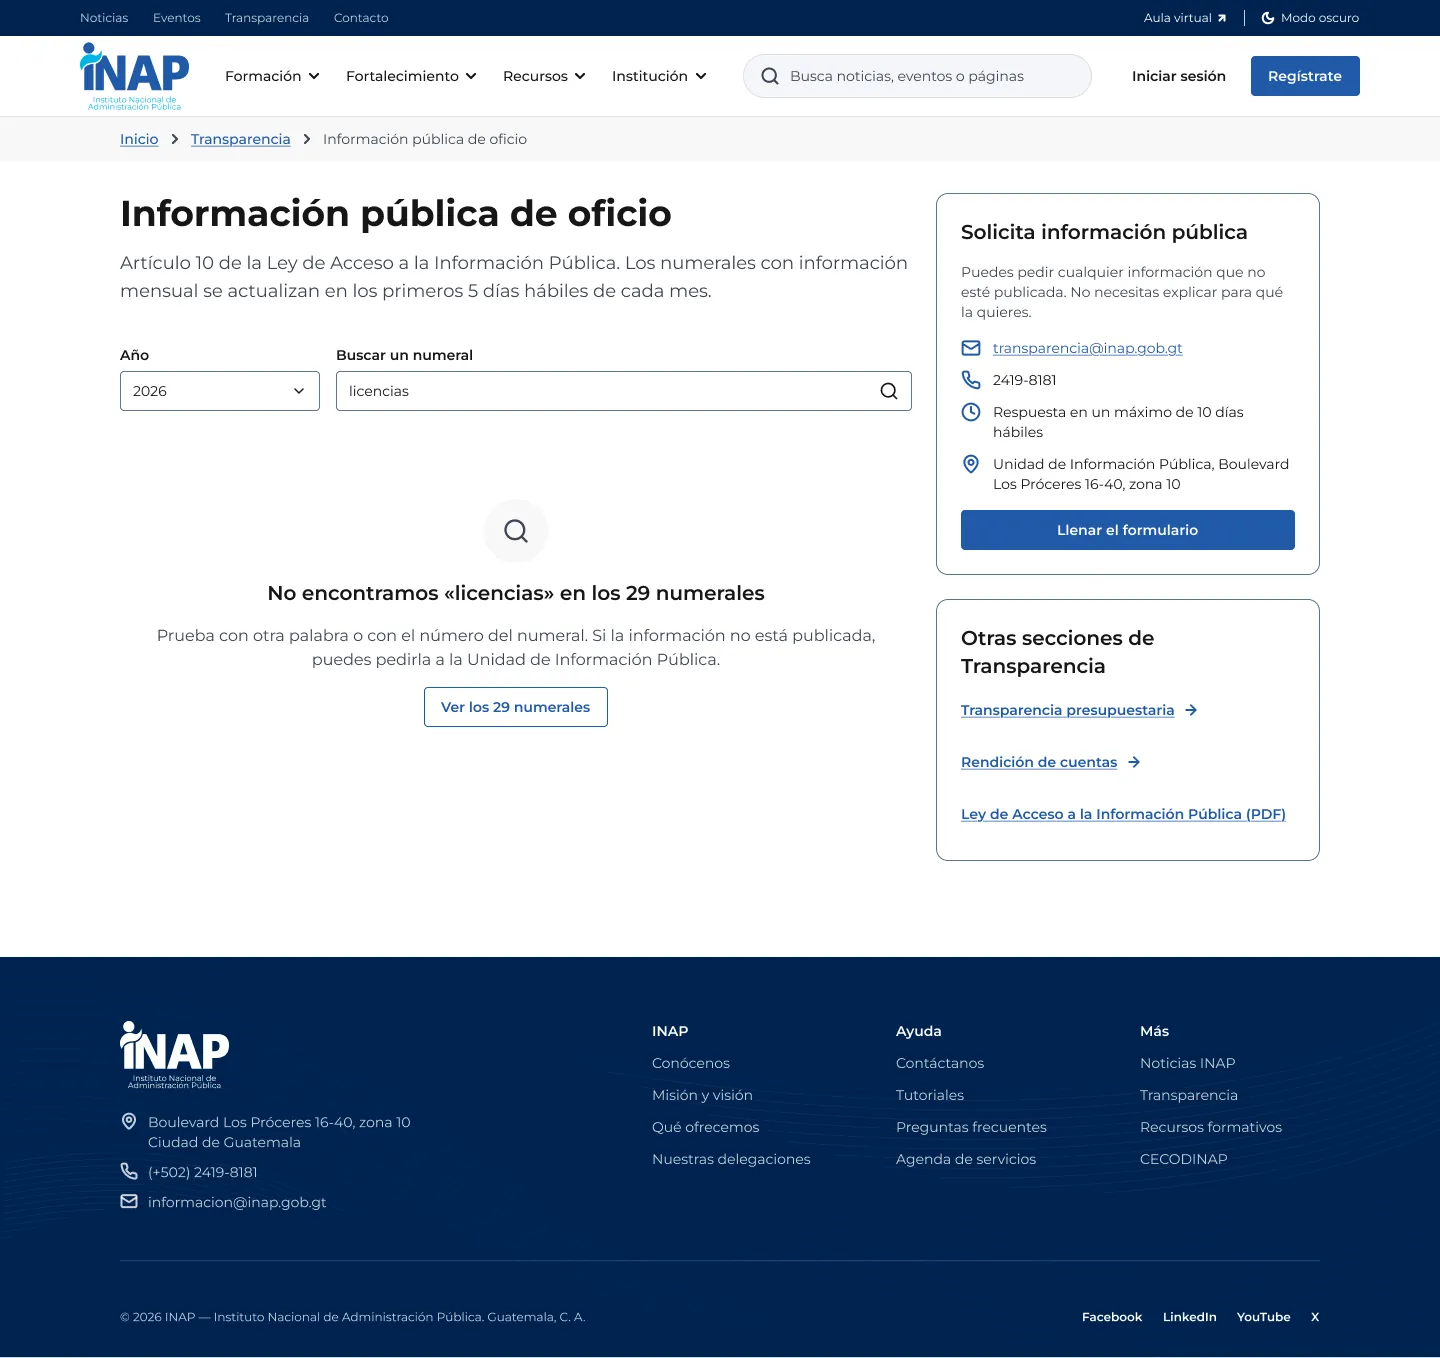 Noticias Eventos Transparencia Contacto
Aula virtual Modo oscuro
iNAP
Instituto Nacional de
Administración Pública
Formación Fortalecimiento Recursos Institución
Busca noticias, eventos o páginas
Iniciar sesión Regístrate
Inicio Transparencia Información pública de oficio
Información pública de oficio
Artículo 10 de la Ley de Acceso a la Información Pública. Los numerales con información
mensual se actualizan en los primeros 5 días hábiles de cada mes.
Año
2026
Buscar un numeral
licencias
No encontramos «licencias» en los 29 numerales
Prueba con otra palabra o con el número del numeral. Si la información no está publicada,
puedes pedirla a la Unidad de Información Pública.
Ver los 29 numerales
Solicita información pública
Puedes pedir cualquier información que no
esté publicada. No necesitas explicar para qué
la quieres.
transparencia@inap.gob.gt
2419-8181
Respuesta en un máximo de 10 días
hábiles
Unidad de Información Pública, Boulevard
Los Próceres 16-40, zona 10
Llenar el formulario
Otras secciones de
Transparencia
Transparencia presupuestaria
Rendición de cuentas
Ley de Acceso a la Información Pública (PDF)
iNAP
Instituto Nacional de
Administración Pública
Boulevard Los Próceres 16-40, zona 10
Ciudad de Guatemala
(+502) 2419-8181
informacion@inap.gob.gt
INAP
Conócenos
Misión y visión
Qué ofrecemos
Nuestras delegaciones
Ayuda
Contáctanos
Tutoriales
Preguntas frecuentes
Agenda de servicios
Más
Noticias INAP
Transparencia
Recursos formativos
CECODINAP
© 2026 INAP — Instituto Nacional de Administración Pública. Guatemala, C. A.
Facebook LinkedIn YouTube X